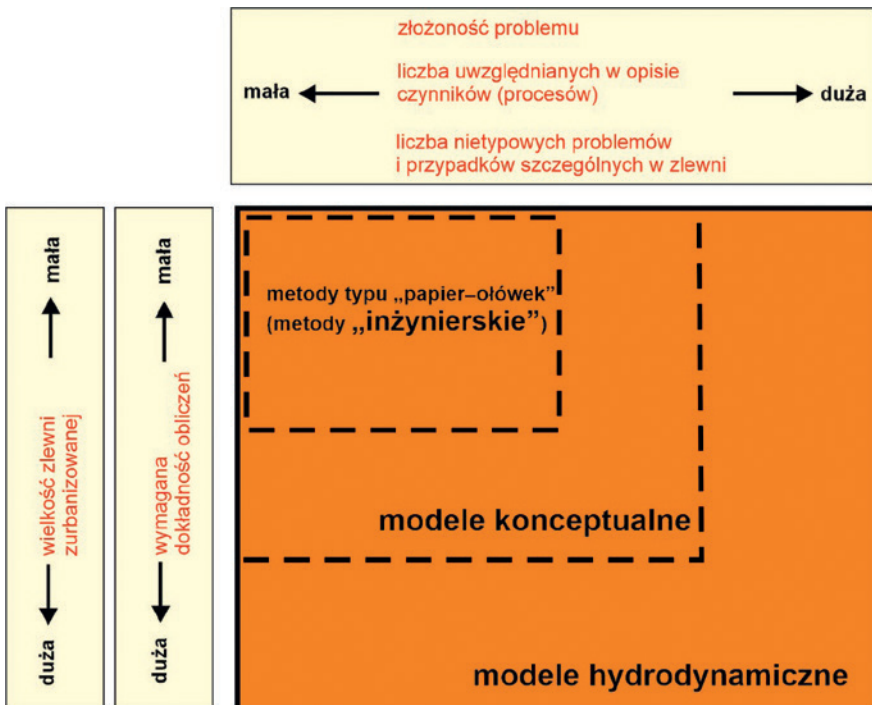 złożoność problemu
mała
liczba uwzględnianych w opisie
czynników (procesów)
duża
liczba nietypowych problemów
i przypadków szczególnych w zlewni
mała
wielkość zlewni
zurbanizowanej
duża
mała
wymagana
dokładność obliczeń
duża
metody typu „papier–ołówek”
(metody „inżynierskie”)
modele konceptualne
modele hydrodynamiczne